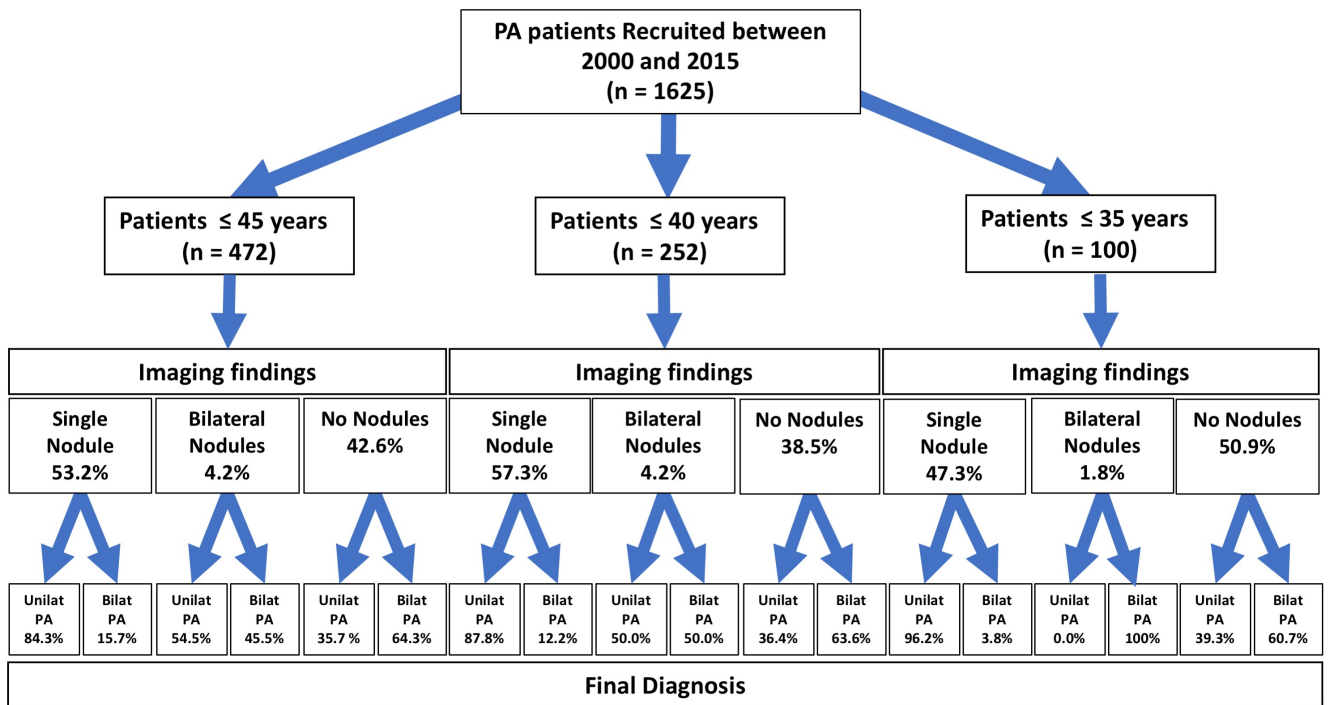 PA patients Recruited between
2000 and 2015
(n = 1625)
Patients ≤ 45 years
(n = 472)
Patients ≤ 40 years
(n = 252)
Patients ≤ 35 years
(n = 100)
Imaging findings
Imaging findings
Imaging findings
Single
Nodule
53.2%
Bilateral
Nodules
4.2%
No Nodules
42.6%
Single
Nodule
57.3%
Bilateral
Nodules
4.2%
No Nodules
38.5%
Single
Nodule
47.3%
Bilateral
Nodules
1.8%
No Nodules
50.9%
Unilat
PA
84.3%
Bilat
PA
15.7%
Unilat
PA
54.5%
Bilat
PA
45.5%
Unilat
PA
35.7 %
Bilat
PA
64.3%
Unilat
PA
87.8%
Bilat
PA
12.2%
Unilat
PA
50.0%
Bilat
PA
50.0%
Unilat
PA
36.4%
Bilat
PA
63.6%
Unilat
PA
96.2%
Bilat
PA
3.8%
Unilat
PA
0.0%
Bilat
PA
100%
Unilat
PA
39.3%
Bilat
PA
60.7%
Final Diagnosis